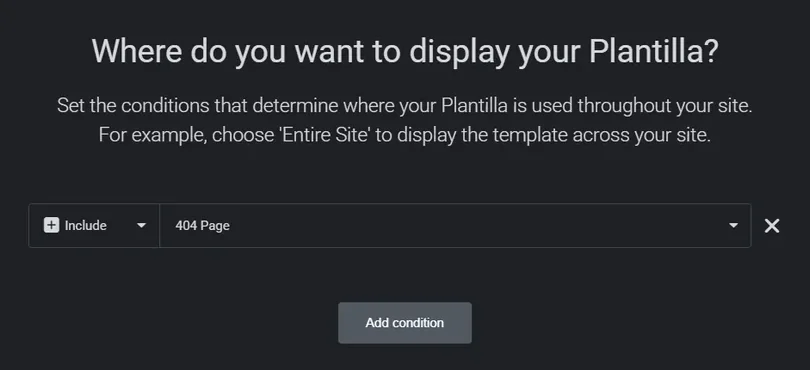 Where do you want to display your Plantilla?
Set the conditions that determine where your Plantilla is used throughout your site.
For example, choose 'Entire Site' to display the template across your site.
Include 404 Page
Add condition